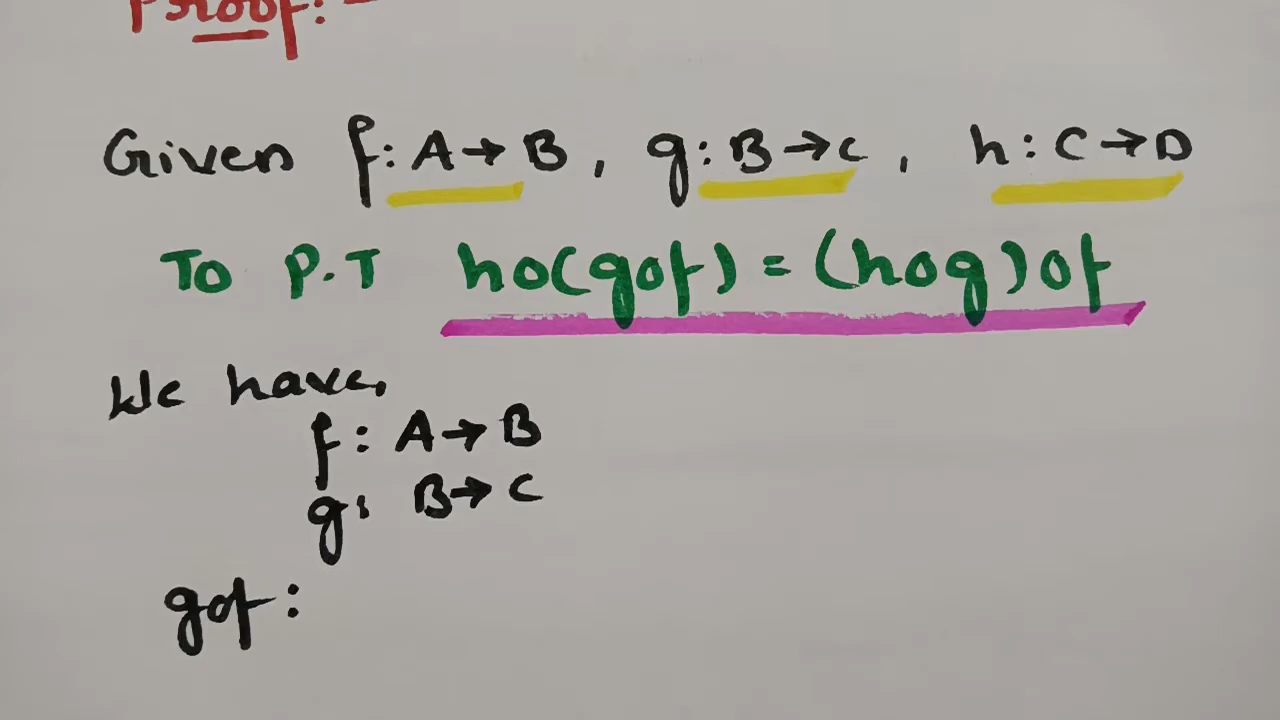 Proof:-
Given f: A→B, g: B→C, h: C→D
To P.T ho(gof) = (hog)of
We have,
f: A→B
g: B→C
gof: